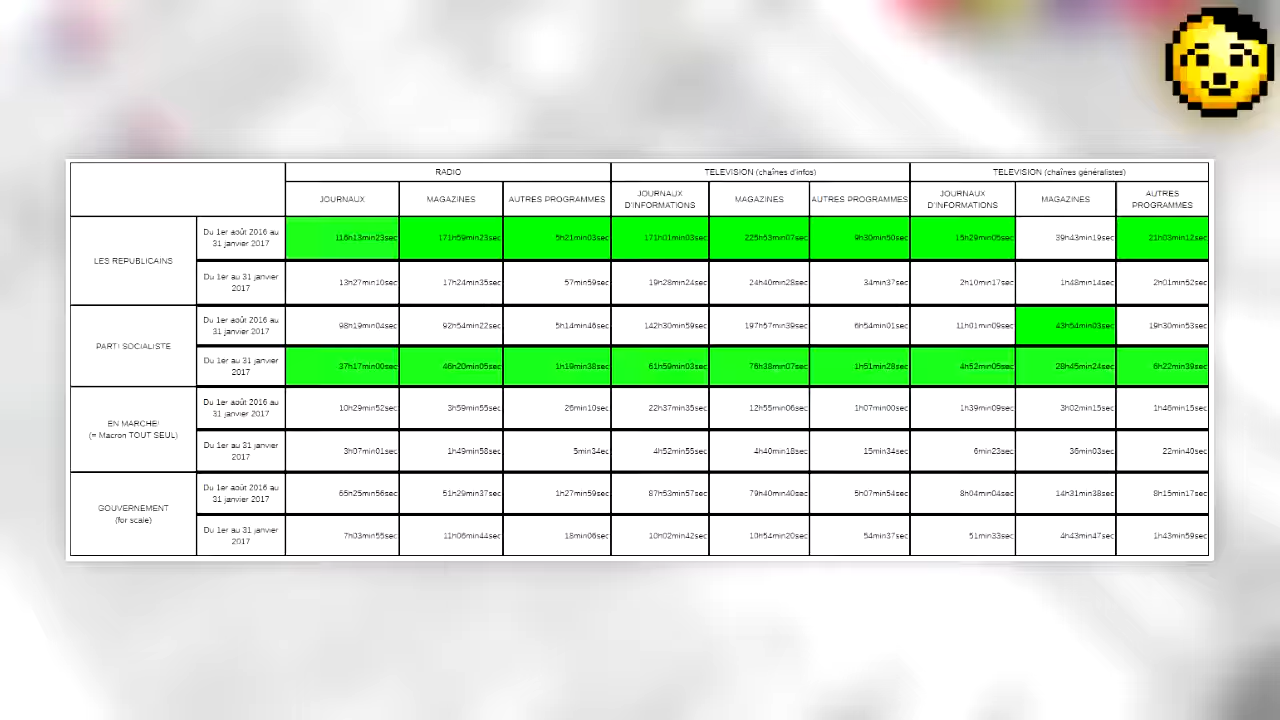 RADIO TELEVISION (chaînes d'infos) TELEVISION (chaînes généralistes)
JOURNAUX MAGAZINES AUTRES PROGRAMMES JOURNAUX D'INFORMATIONS MAGAZINES AUTRES PROGRAMMES JOURNAUX D'INFORMATIONS MAGAZINES AUTRES PROGRAMMES
LES REPUBLICAINS
Du 1er août 2016 au 31 janvier 2017 116h13min23sec 171h59min23sec 5h21min03sec 171h01min03sec 225h53min07sec 9h30min50sec 15h29min05sec 39h43min19sec 21h03min12sec
Du 1er au 31 janvier 2017 13h27min10sec 17h24min35sec 57min59sec 19h28min24sec 24h40min28sec 34min37sec 2h10min17sec 1h48min14sec 2h01min52sec
PARTI SOCIALISTE
Du 1er août 2016 au 31 janvier 2017 98h19min04sec 92h54min22sec 5h14min46sec 142h30min59sec 197h57min39sec 6h54min01sec 11h01min09sec 43h54min03sec 19h30min53sec
Du 1er au 31 janvier 2017 37h17min00sec 46h20min05sec 1h19min38sec 61h59min03sec 76h38min07sec 1h51min28sec 4h52min05sec 28h45min24sec 6h22min39sec
EN MARCHE!
(= Macron TOUT SEUL)
Du 1er août 2016 au 31 janvier 2017 10h29min52sec 3h59min55sec 26min10sec 22h37min35sec 12h55min06sec 1h07min00sec 1h39min09sec 3h02min15sec 1h46min15sec
Du 1er au 31 janvier 2017 3h07min01sec 1h49min58sec 5min34sec 4h52min55sec 4h40min18sec 15min34sec 6min23sec 36min03sec 22min40sec
GOUVERNEMENT
(for scale)
Du 1er août 2016 au 31 janvier 2017 65h25min56sec 51h29min37sec 1h27min59sec 87h53min57sec 79h40min40sec 5h07min54sec 8h04min04sec 14h31min38sec 8h15min17sec
Du 1er au 31 janvier 2017 7h03min55sec 11h06min44sec 18min06sec 10h02min42sec 10h54min20sec 54min37sec 51min33sec 4h43min47sec 1h43min59sec